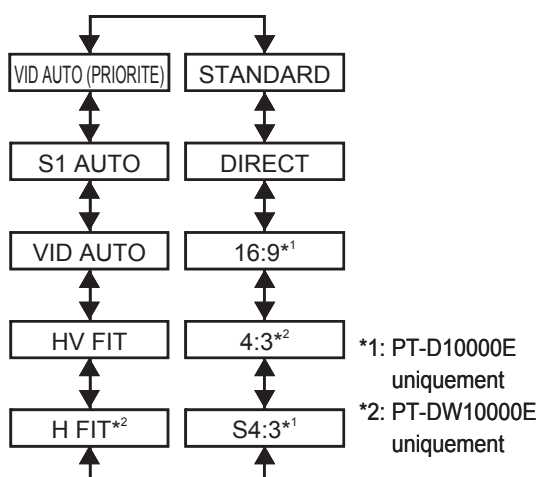 VID AUTO (PRIORITE)
STANDARD
S1 AUTO
DIRECT
VID AUTO
16:9*1
HV FIT
4:3*2
H FIT*2
S4:3*1
*1: PT-D10000E
uniquement
*2: PT-DW10000E
uniquement